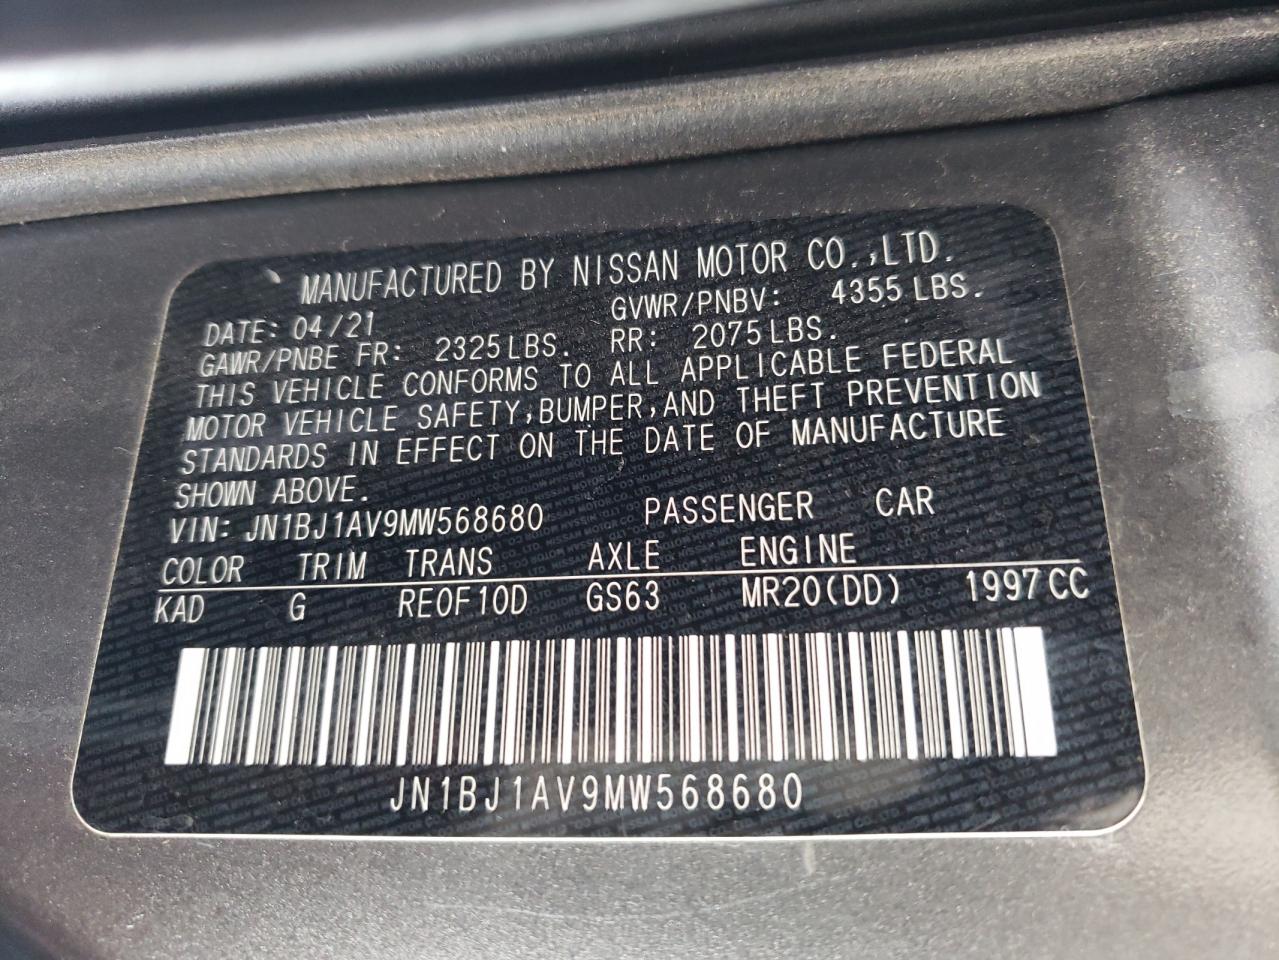 MANUFACTURED BY NISSAN MOTOR CO.,LTD.
DATE: 04/21 GVWR/PNBV: 4355 LBS.
GAWR/PNBE FR: 2325 LBS. RR: 2075 LBS.
THIS VEHICLE CONFORMS TO ALL APPLICABLE FEDERAL
MOTOR VEHICLE SAFETY, BUMPER, AND THEFT PREVENTION
STANDARDS IN EFFECT ON THE DATE OF MANUFACTURE
SHOWN ABOVE.
VIN: JN1BJ1AV9MW568680 PASSENGER CAR
COLOR TRIM TRANS AXLE ENGINE
KAD G RE0F10D GS63 MR20(DD) 1997 CC
JN1BJ1AV9MW568680